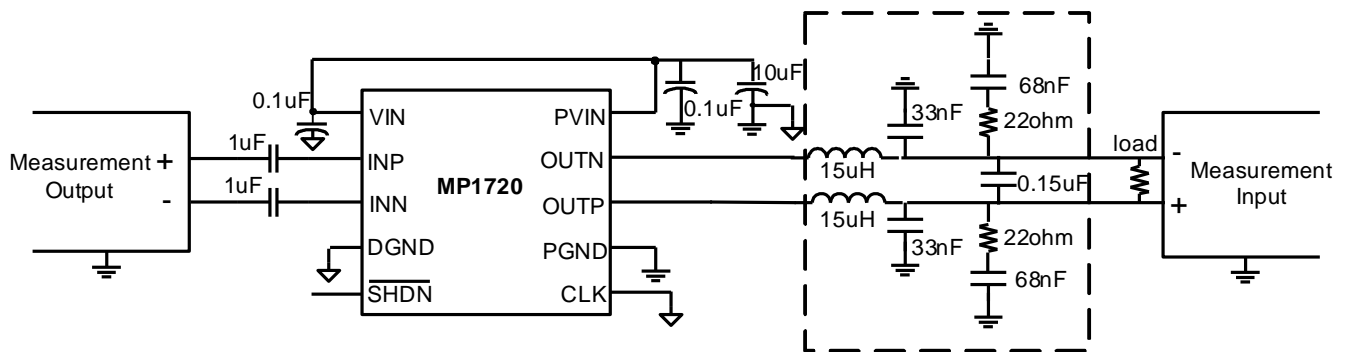 10uF
68nF
0.1uF
0.1uF
33nF
22ohm
VIN
PVIN
load
Measurement +
Output
-
1uF
INP
OUTN
15uH
-
Measurement
Input
+
MP1720
0.15uF
1uF
INN
OUTP
15uH
22ohm
33nF
DGND
PGND
68nF
SHDN
CLK